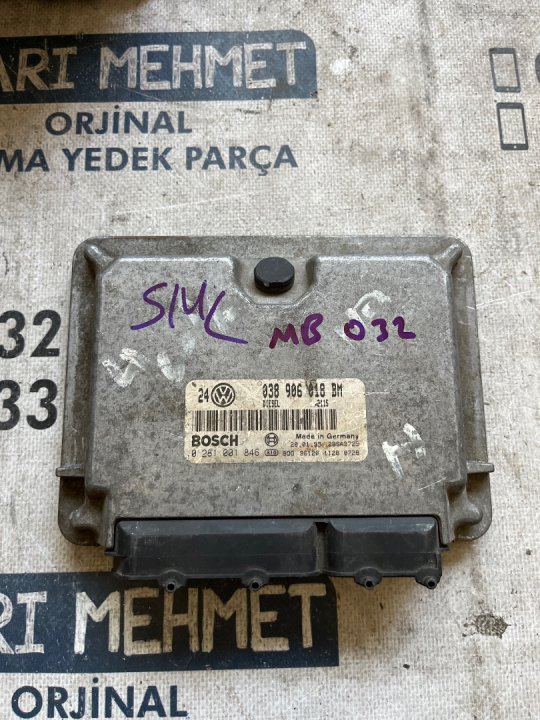 ARI MEHMET
ORJİNAL
MA YEDEK PARÇA
32
33
MB 032
24 038 906 018 BM
DIESEL
BOSCH
Made in Germany
0 281 001 846
ARI MEHMET
ORJİNAL